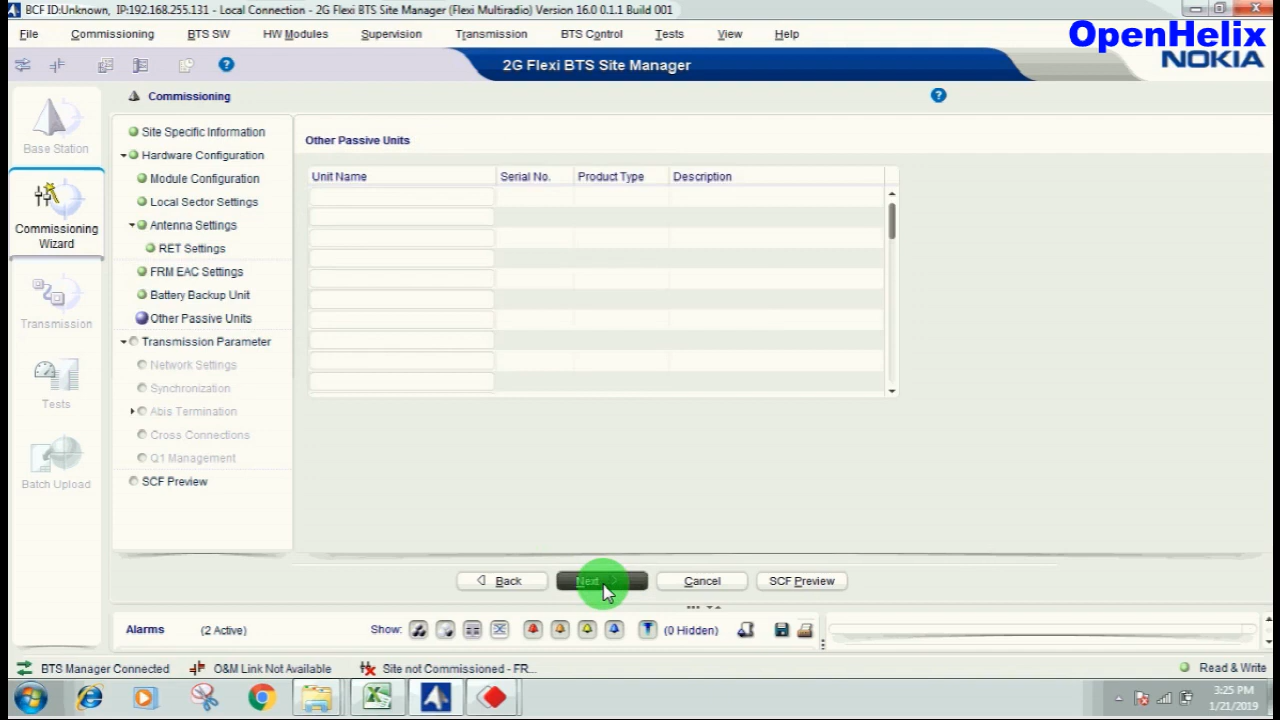 BCF ID:Unknown, IP:192.168.255.131 - Local Connection - 2G Flexi BTS Site Manager (Flexi Multiradio) Version 16.0 0.1.1 Build 001
File Commissioning BTS SW HW Modules Supervision Transmission BTS Control Tests View Help
OpenHelix
NOKIA
2G Flexi BTS Site Manager
Base Station
Commissioning
Wizard
Transmission
Tests
Batch Upload
Commissioning
Site Specific Information
Hardware Configuration
Module Configuration
Local Sector Settings
Antenna Settings
RET Settings
FRM EAC Settings
Battery Backup Unit
Other Passive Units
Transmission Parameter
Network Settings
Synchronization
Abis Termination
Cross Connections
Q1 Management
SCF Preview
Other Passive Units
Unit Name Serial No. Product Type Description
Back Next Cancel SCF Preview
Alarms (2 Active) Show: (0 Hidden)
BTS Manager Connected O&M Link Not Available Site not Commissioned - FR... Read & Write
3:25 PM
1/21/2019